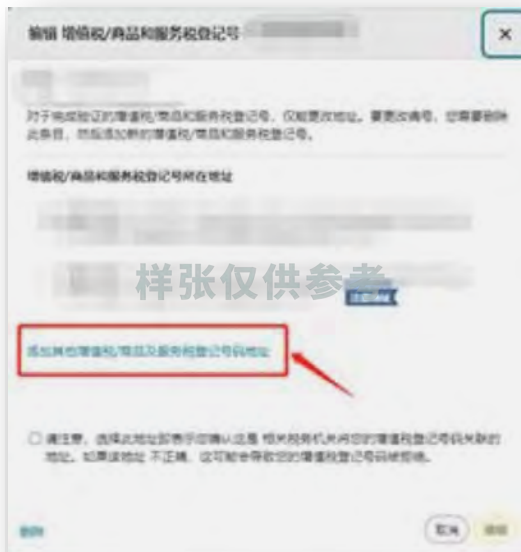 编辑 增值税/商品和服务税登记号
对于完成验证的增值税/商品和服务税登记号，仅能更改地址。要更改编号，您需要删除
此条目，然后添加新的增值税/商品和服务税登记号。
增值税/商品和服务税登记号所在地址
样张仅供参考
添加其他增值税/商品及服务税登记号码地址
请注意，选择此地址即表示您确认这是 相关税务机关将您的增值税登记号码关联的
地址。如果该地址 不正确，这可能会导致您的增值税登记号码被拒绝。
删除
取消